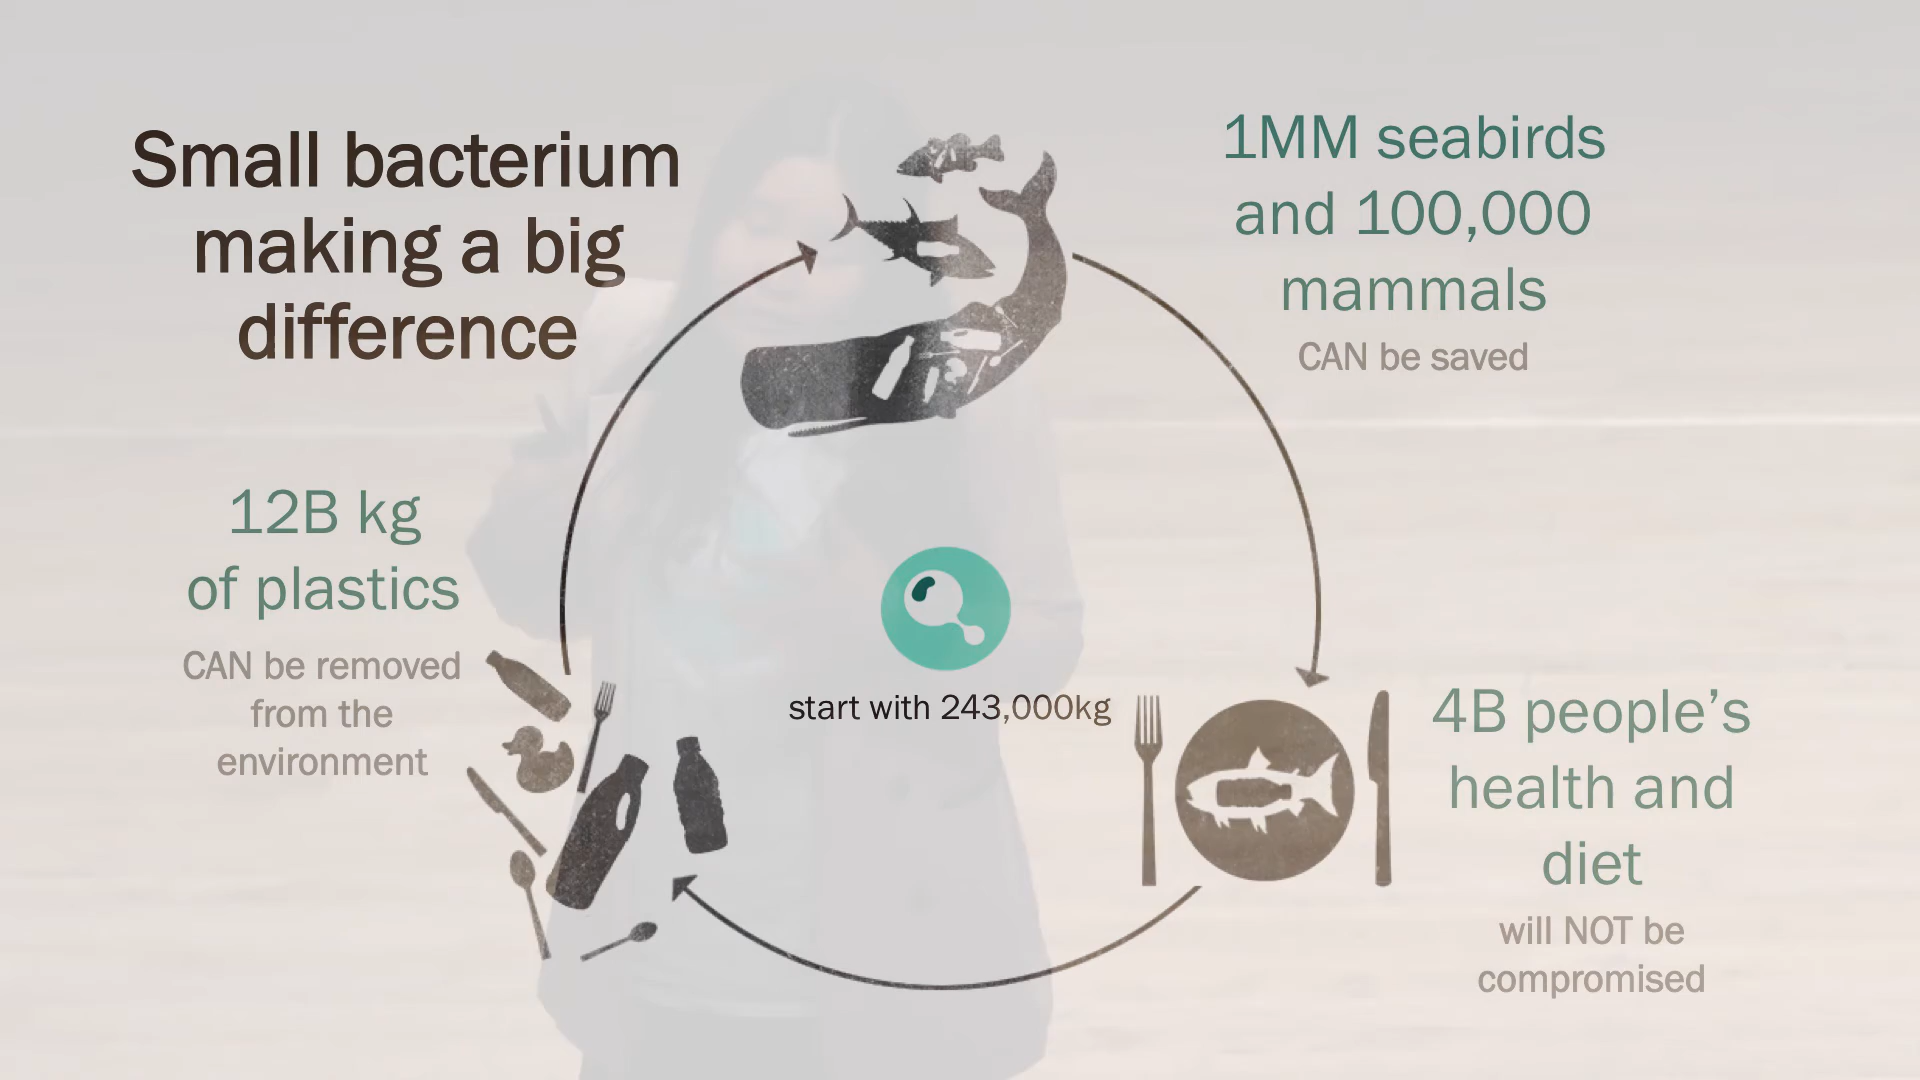 Small bacterium
making a big
difference
1MM seabirds
and 100,000
mammals
CAN be saved
12B kg
of plastics
CAN be removed
from the
environment
start with 243,000kg
4B people’s
health and
diet
will NOT be
compromised